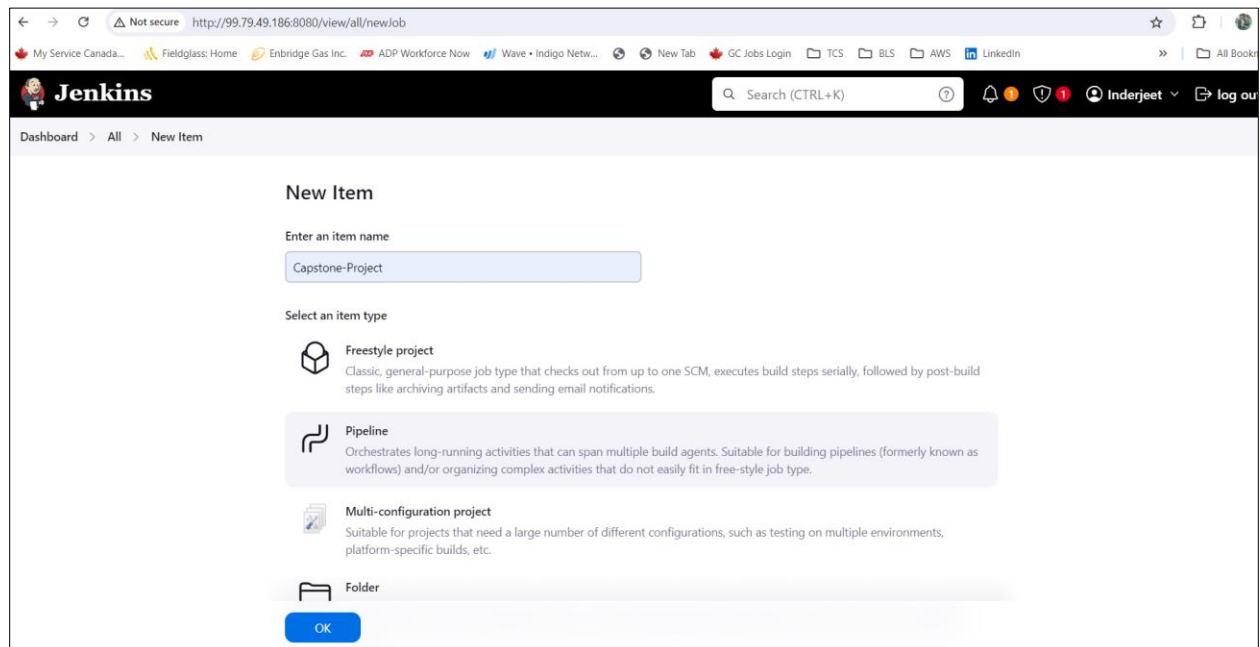 Not secure http://99.79.49.186:8080/view/all/newJob
My Service Canada... Fieldglass: Home Enbridge Gas Inc. ADP Workforce Now Wave • Indigo Netw... New Tab GC Jobs Login TCS BLS AWS LinkedIn » All Bookm
Jenkins Search (CTRL+K) 1 1 Inderjeet log out
Dashboard > All > New Item
New Item
Enter an item name
Capstone-Project
Select an item type
Freestyle project
Classic, general-purpose job type that checks out from up to one SCM, executes build steps serially, followed by post-build
steps like archiving artifacts and sending email notifications.
Pipeline
Orchestrates long-running activities that can span multiple build agents. Suitable for building pipelines (formerly known as
workflows) and/or organizing complex activities that do not easily fit in free-style job type.
Multi-configuration project
Suitable for projects that need a large number of different configurations, such as testing on multiple environments,
platform-specific builds, etc.
Folder
OK